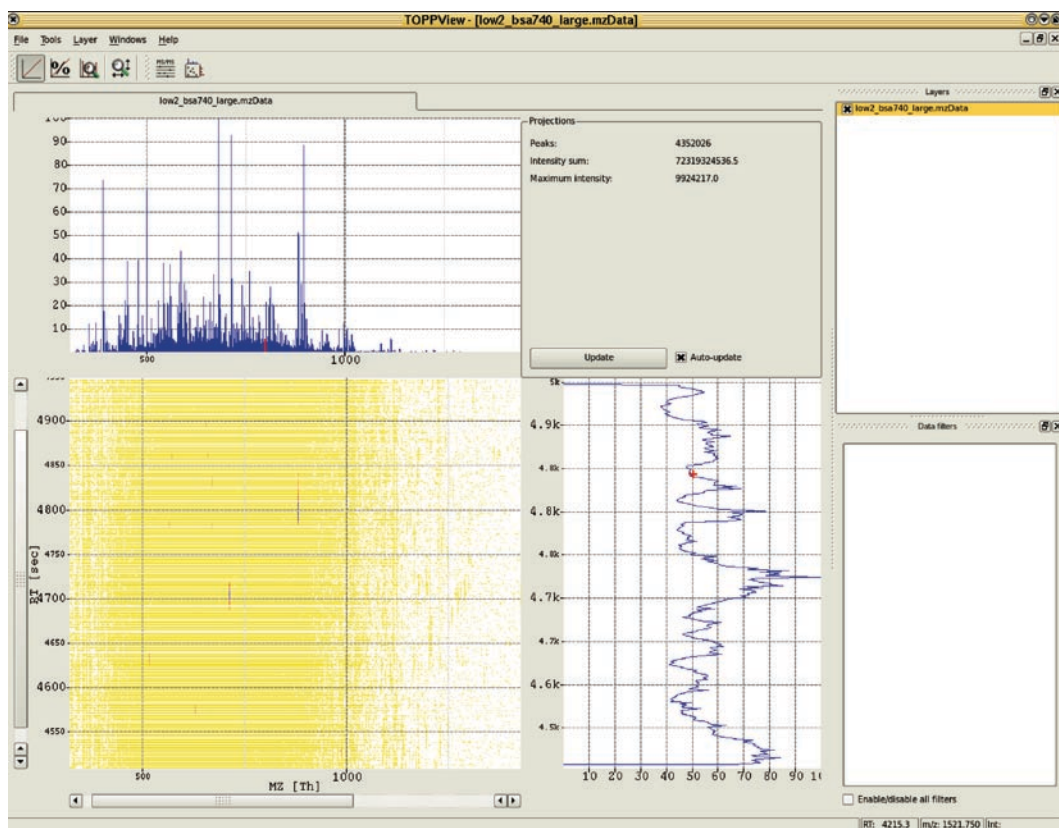 TOPPView - [low2_bsa740_large.mzData]
File Tools Layer Windows Help
low2_bsa740_large.mzData
100
90
80
70
60
50
40
30
20
10
500 1000
Projections
Peaks: 4352026
Intensity sum: 72319324536.5
Maximum intensity: 9924217.0
Update
Auto-update
4900
4850
4800
4750
4700
4650
4600
4550
RT [sec]
500 1000
MZ [Th]
5k
4.9k
4.8k
4.8k
4.8k
4.7k
4.7k
4.6k
4.5k
10 20 30 40 50 60 70 80 90
Layers
low2_bsa740_large.mzData
Data filters
Enable/disable all filters
RT: 4215.3 m/z: 1521.750 Int: